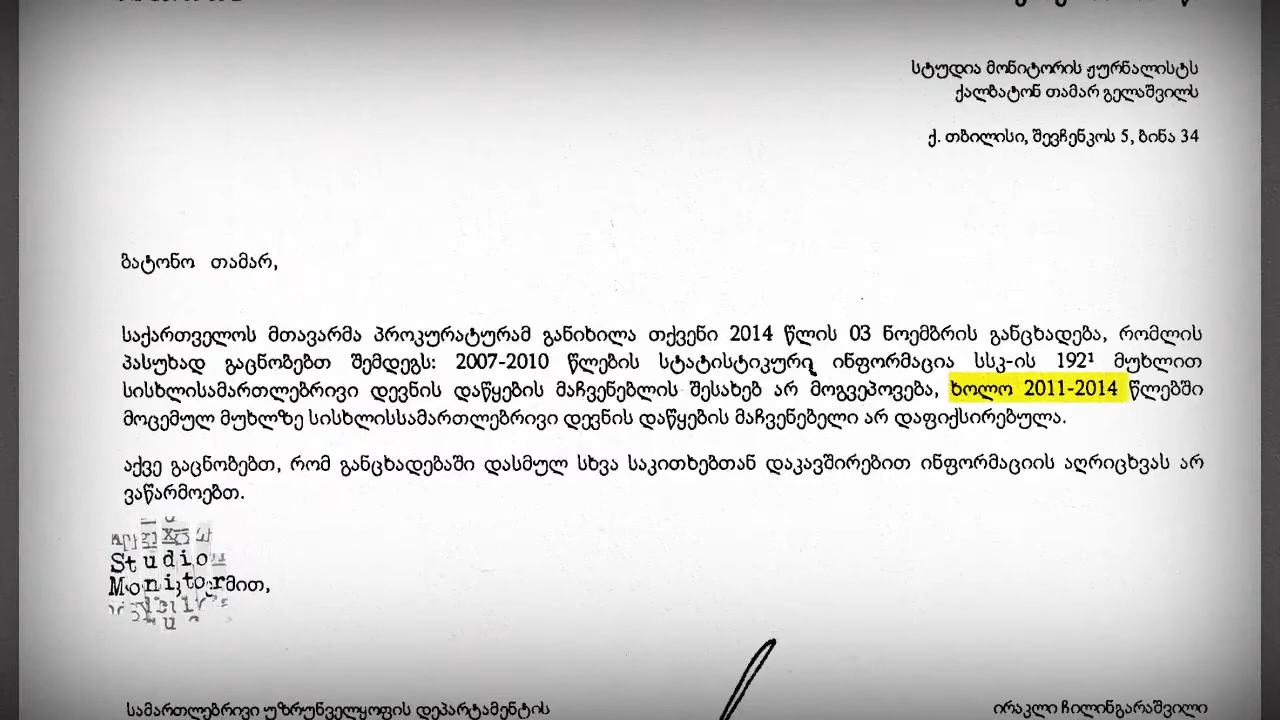 სტუდია მონიტორის ჟურნალისტს
ქალბატონ თამარ გელაშვილს
ქ. თბილისი, შევჩენკოს 5, ბინა 34
ბატონო თამარ,
საქართველოს მთავარმა პროკურატურამ განიხილა თქვენი 2014 წლის 03 ნოემბრის განცხადება, რომლის
პასუხად გაცნობებთ შემდეგს: 2007-2010 წლების სტატისტიკური ინფორმაცია სსკ-ის 192¹ მუხლით
სისხლისამართლებრივი დევნის დაწყების მაჩვენებლის შესახებ არ მოგვეპოვება, ხოლო 2011-2014 წლებში
მოცემულ მუხლზე სისხლისსამართლებრივი დევნის დაწყების მაჩვენებელი არ დაფიქსირებულა.
აქვე გაცნობებთ, რომ განცხადებაში დასმულ სხვა საკითხებთან დაკავშირებით ინფორმაციის აღრიცხვას არ
ვაწარმოებთ.
Studio
Monitor მით,
სამართლებრივი უზრუნველყოფის დეპარტამენტის ირაკლი ჩილინგარაშვილი